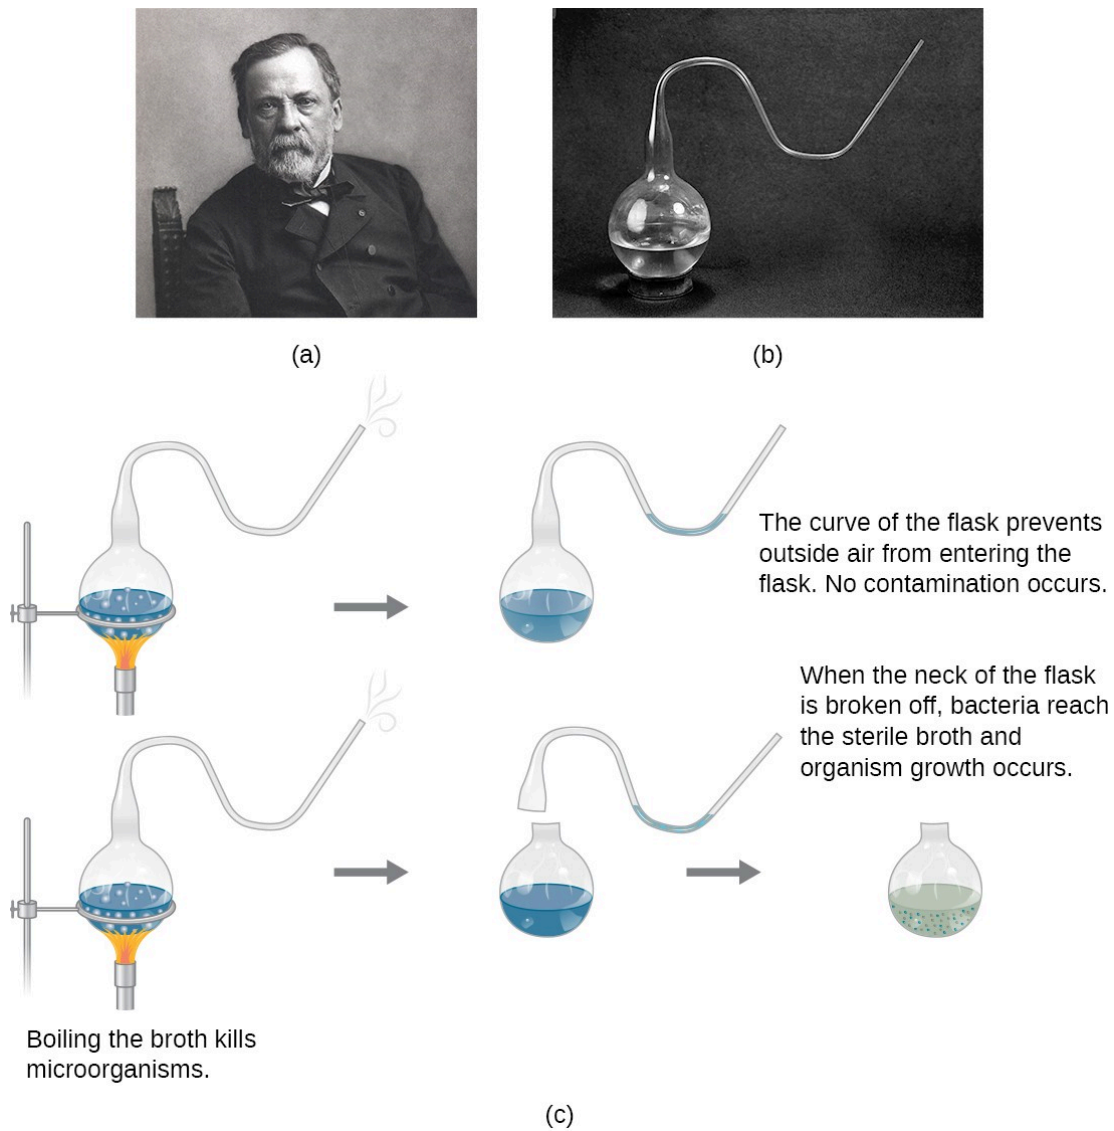 (a)
(b)
The curve of the flask prevents
outside air from entering the
flask. No contamination occurs.
When the neck of the flask
is broken off, bacteria reach
the sterile broth and
organism growth occurs.
Boiling the broth kills
microorganisms.
(c)